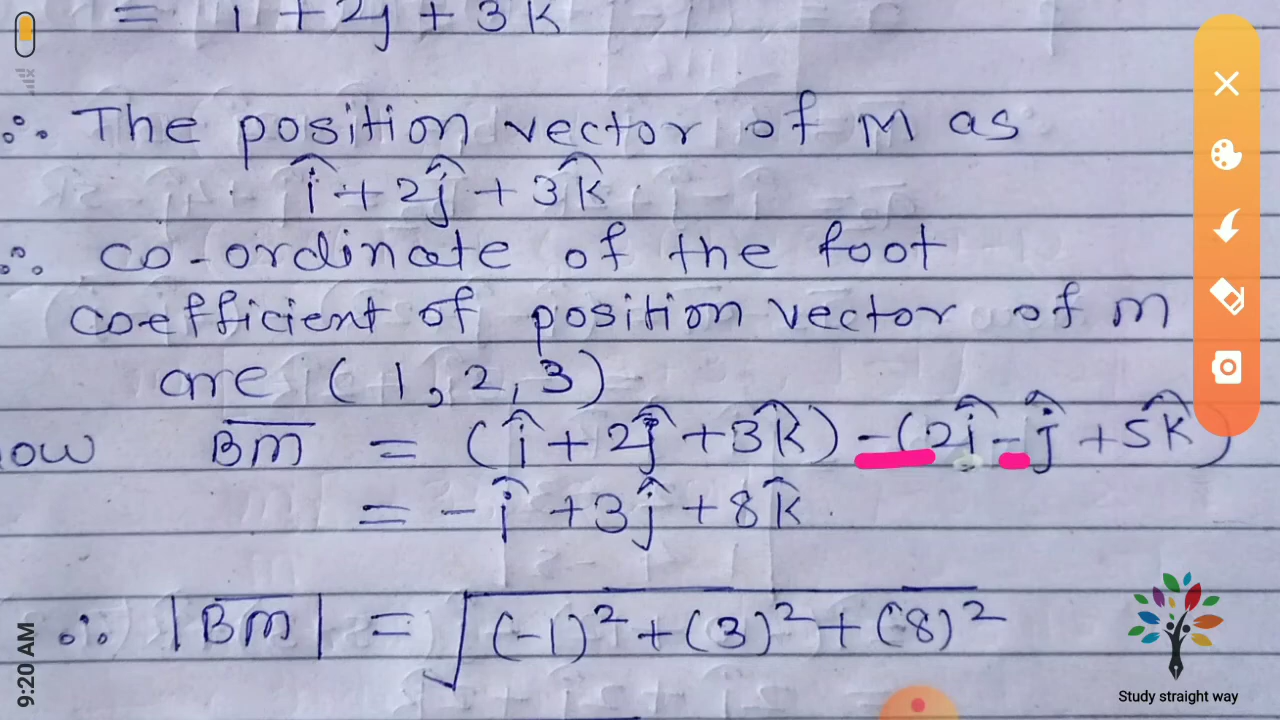 = i + 2j + 3k
∴ The position vector of M as
î + 2ĵ + 3k̂
∴ co-ordinate of the foot
coefficient of position vector of m
are (1, 2, 3)
ow B̅M̅ = (î + 2ĵ + 3k̂) - (2î - ĵ + 5k̂)
= - î + 3ĵ + 8k̂
∴ |B̅M̅| = √(-1)² + (3)² + (8)²
9:20 AM
Study straight way